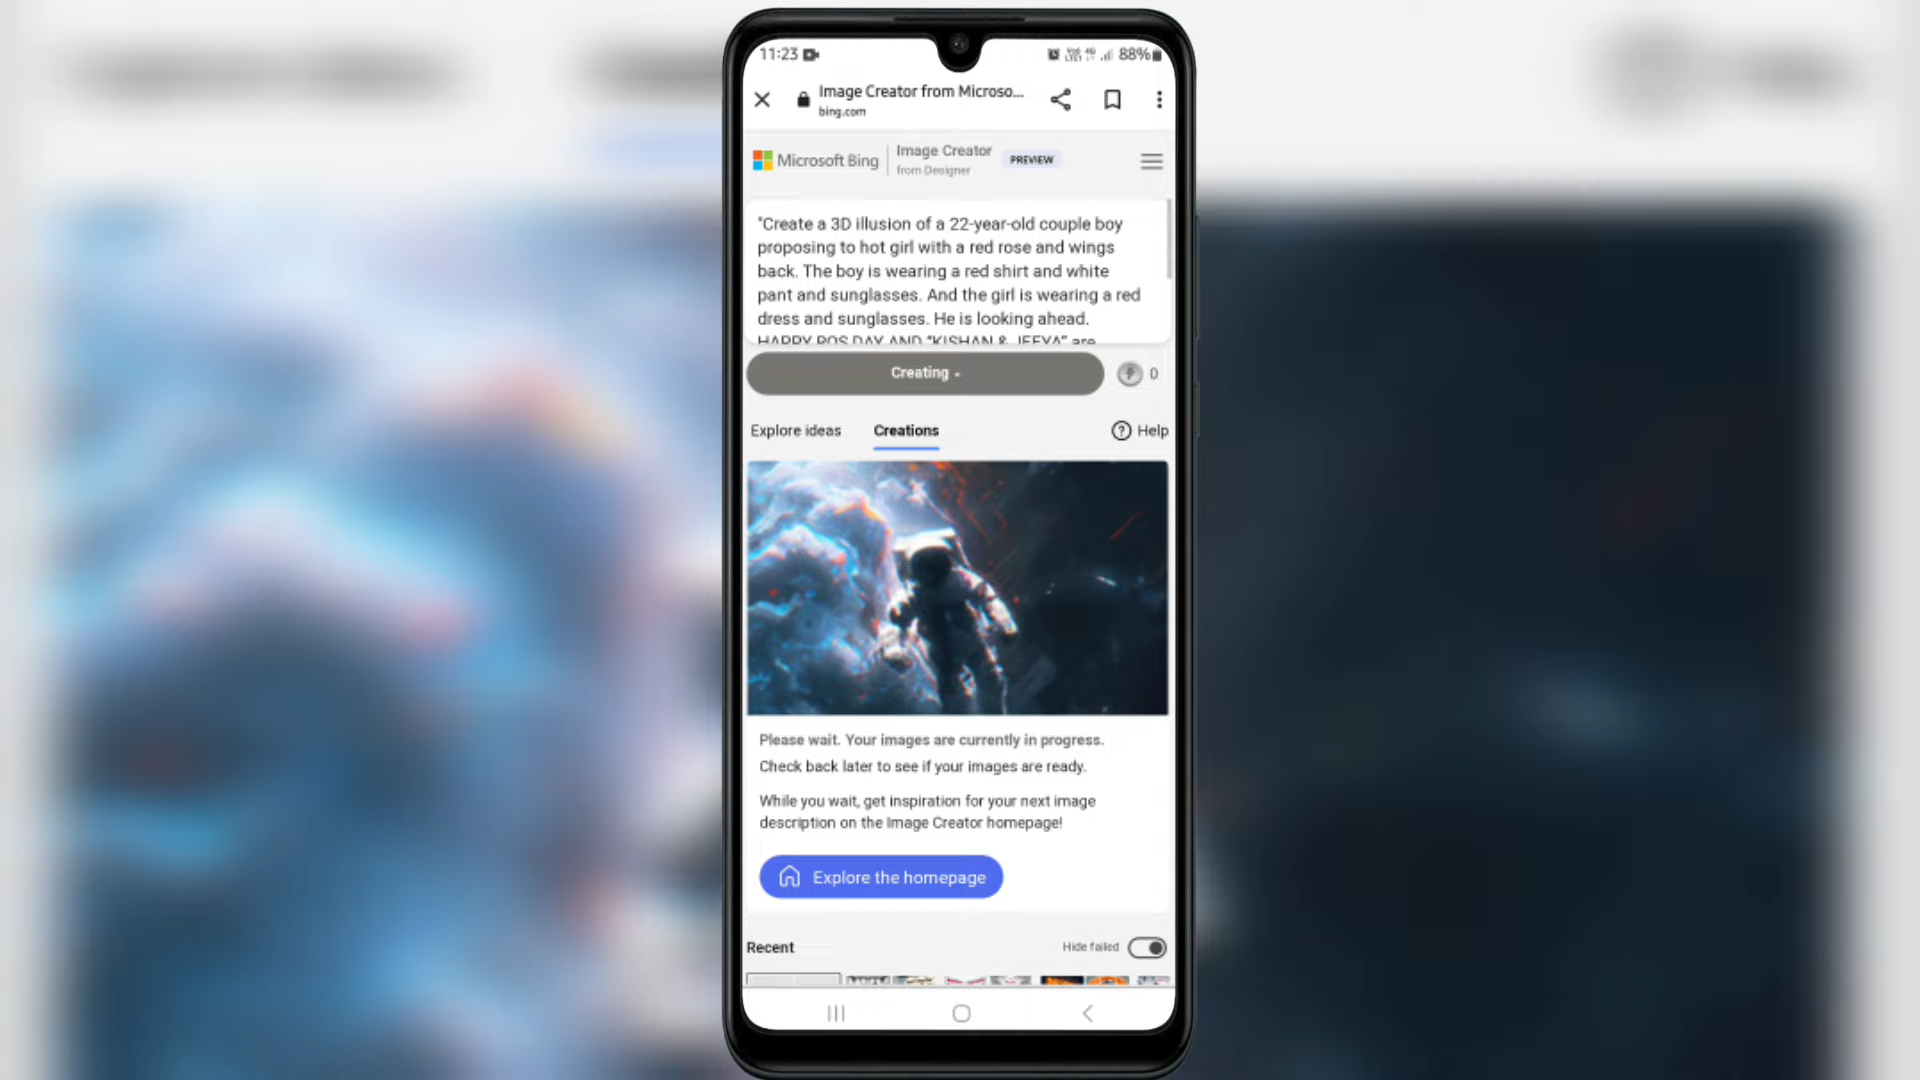 11:23
88%
Image Creator from Microso...
bing.com
Microsoft Bing
Image Creator
from Designer
PREVIEW
"Create a 3D illusion of a 22-year-old couple boy
proposing to hot girl with a red rose and wings
back. The boy is wearing a red shirt and white
pant and sunglasses. And the girl is wearing a red
dress and sunglasses. He is looking ahead.
HAPPY ROS DAY AND "KISHAN & JEEYA" are
Creating
0
Explore ideas
Creations
Help
Please wait. Your images are currently in progress.
Check back later to see if your images are ready.
While you wait, get inspiration for your next image
description on the Image Creator homepage!
Explore the homepage
Recent
Hide failed